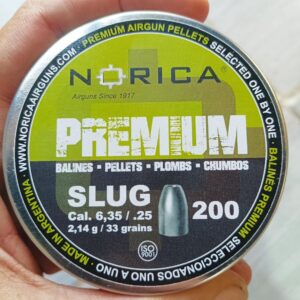 PREMIUM AIRGUN PELLETS SELECTED ONE BY ONE
WWW.NORICAAIRGUNS.COM
NORICA®
Airguns Since 1917
PREMIUM
BALINES • PELLETS • PLOMBS • CHUMBOS
SLUG
Cal. 6,35 / .25
2,14 g / 33 grains
200
ISO
9001
MADE IN ARGENTINA
BALINES PREMIUM SELECCIONADOS UNO A UNO